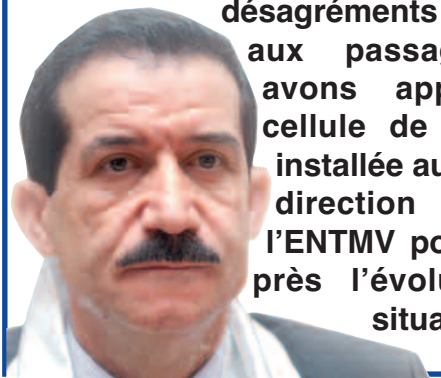 désagréments
aux passag
avons app
cellule de
installée au
direction
l'ENTMV po
près l'évolu
situa